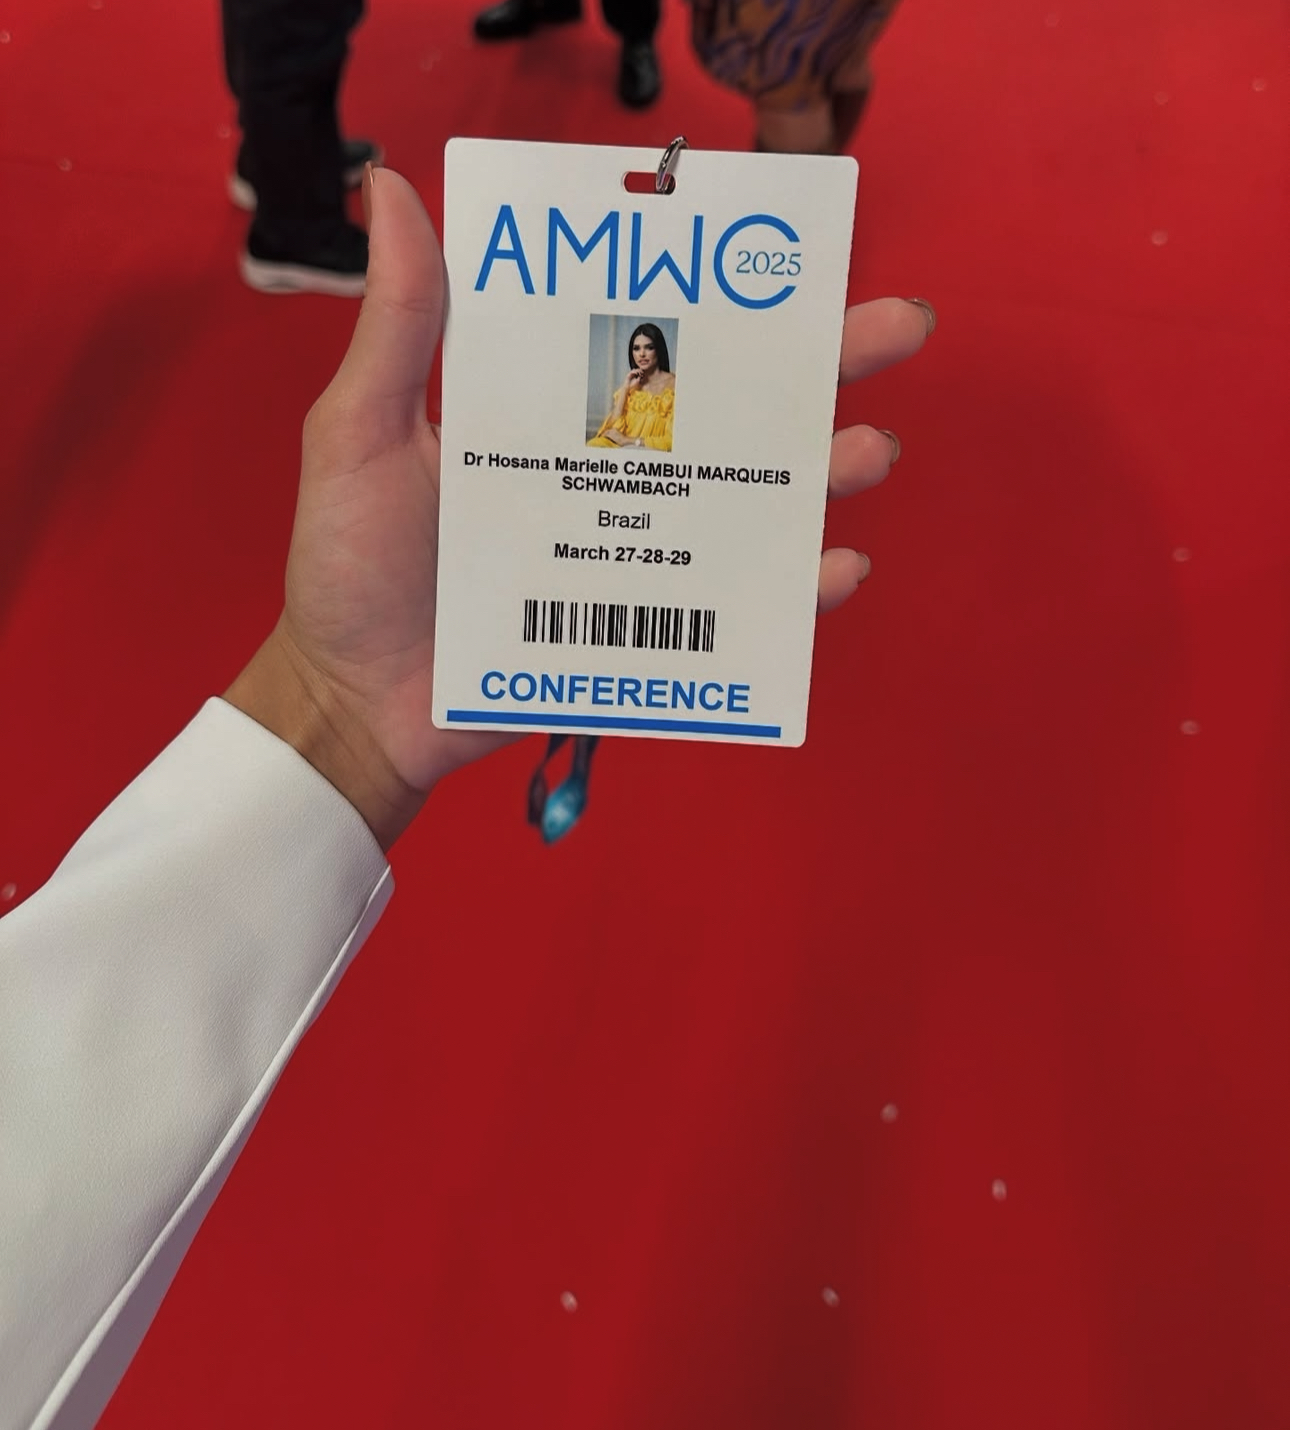 AMWC 2025
Dr Hosana Marielle CAMBUI MARQUEIS
SCHWAMBACH
Brazil
March 27-28-29
CONFERENCE